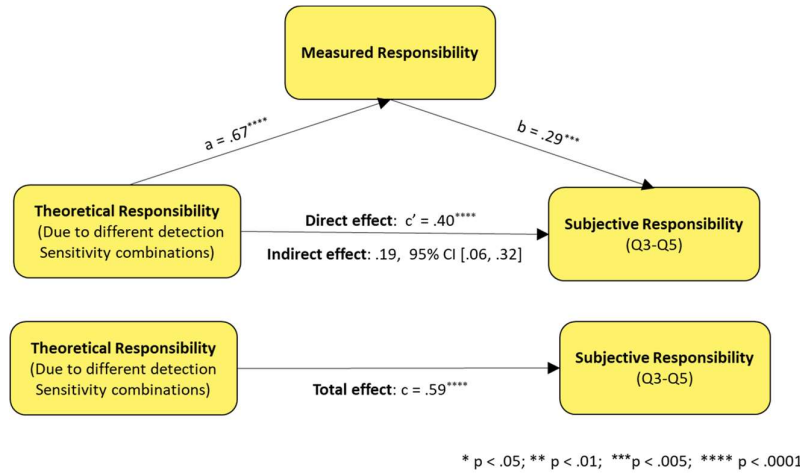 Measured Responsibility
a = .67****
b = .29***
Theoretical Responsibility
(Due to different detection
Sensitivity combinations)
Direct effect: c' = .40****
Indirect effect: .19, 95% CI [.06, .32]
Subjective Responsibility
(Q3-Q5)
Theoretical Responsibility
(Due to different detection
Sensitivity combinations)
Total effect: c = .59****
Subjective Responsibility
(Q3-Q5)
* p < .05; ** p < .01; ***p < .005; **** p < .0001